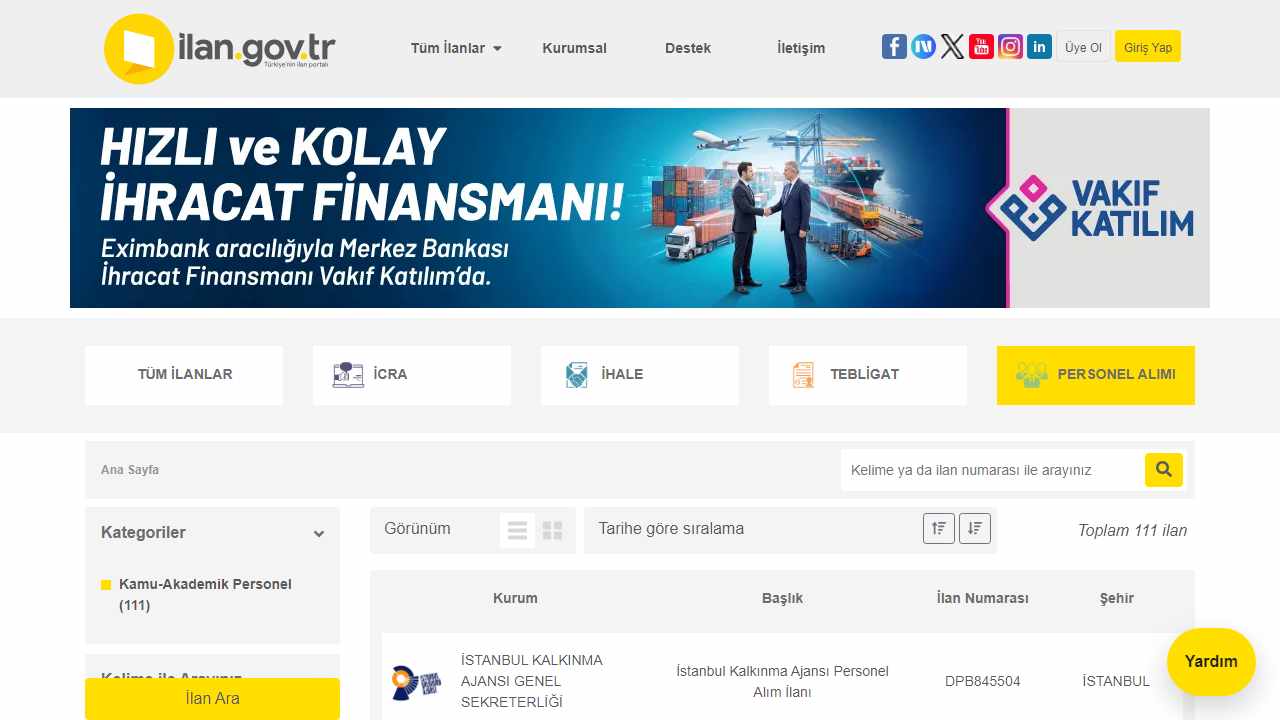 ilan.gov.tr
Türkiye'nin ilan portalı
Tüm İlanlar
Kurumsal
Destek
İletişim
Üye Ol
Giriş Yap
HIZLI ve KOLAY
İHRACAT FİNANSMANI!
Eximbank aracılığıyla Merkez Bankası
İhracat Finansmanı Vakıf Katılım'da.
VAKIF
KATILIM
TÜM İLANLAR
İCRA
İHALE
TEBLİGAT
PERSONEL ALIMI
Ana Sayfa
Kelime ya da ilan numarası ile arayınız
Kategoriler
Görünüm
Tarihe göre sıralama
Toplam 111 ilan
Kamu-Akademik Personel
(111)
Kelime ile Arayınız
İlan Ara
Kurum
Başlık
İlan Numarası
Şehir
İSTANBUL KALKINMA
AJANSI GENEL
SEKRETERLİĞİ
İstanbul Kalkınma Ajansı Personel
Alım İlanı
DPB845504
İSTANBUL
Yardım